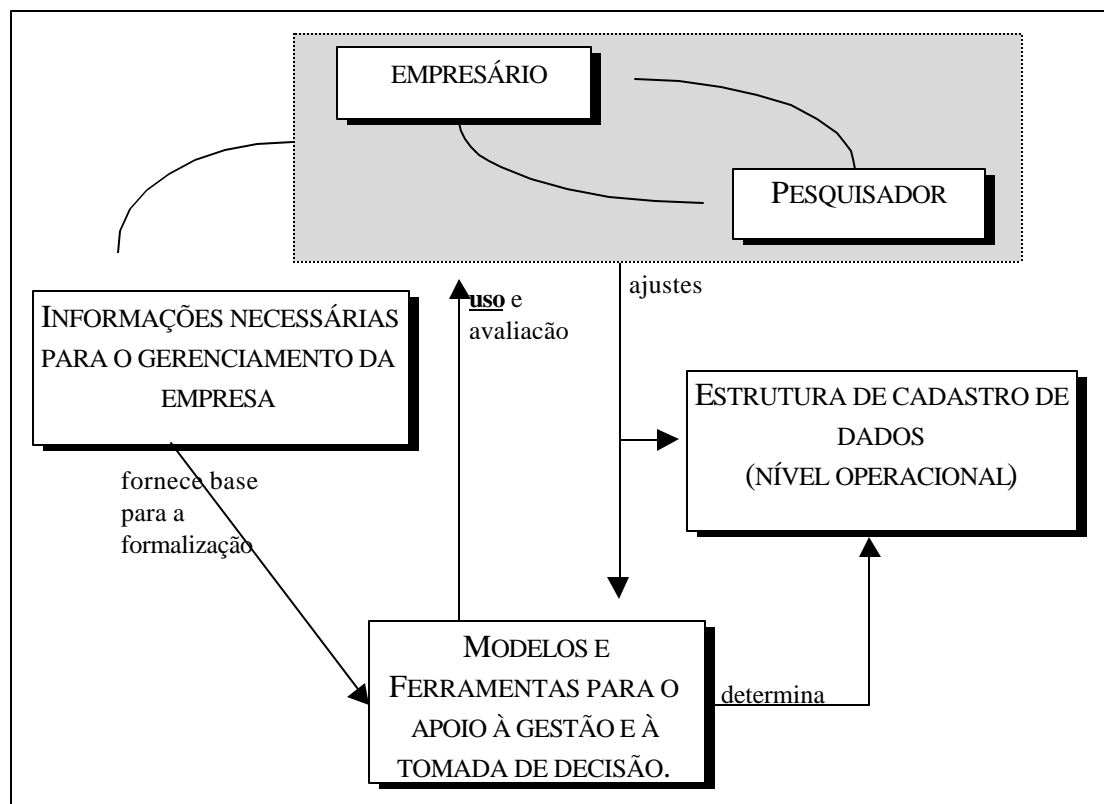 EMPRESÁRIO
PESQUISADOR
ajustes
uso e
avaliacão
INFORMAÇÕES NECESSÁRIAS
PARA O GERENCIAMENTO DA
EMPRESA
ESTRUTURA DE CADASTRO DE
DADOS
(NÍVEL OPERACIONAL)
fornece base
para a
formalização
MODELOS E
FERRAMENTAS PARA O
APOIO À GESTÃO E À
TOMADA DE DECISÃO.
determina